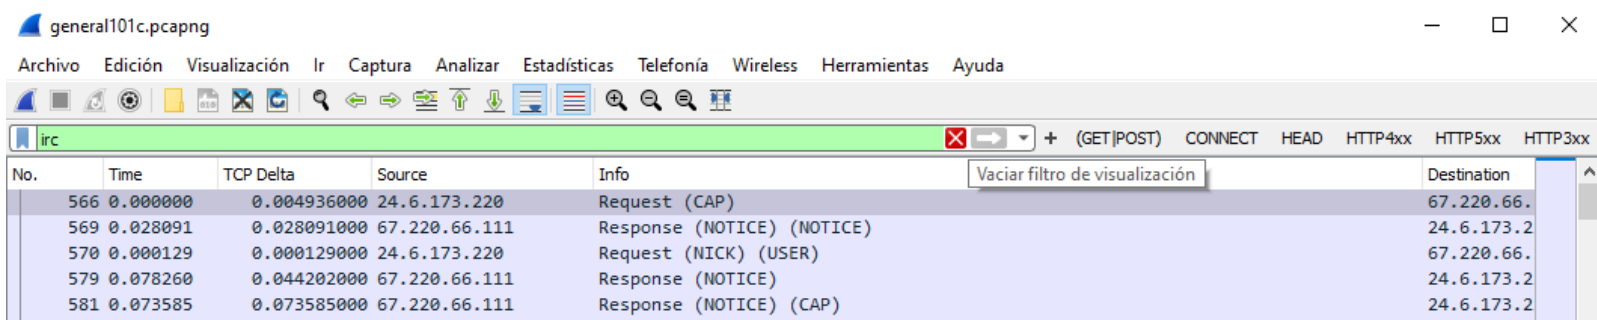 general101c.pcapng
Archivo Edición Visualización Ir Captura Analizar Estadísticas Telefonía Wireless Herramientas Ayuda
irc + (GET|POST) CONNECT HEAD HTTP4xx HTTP5xx HTTP3xx
No. Time TCP Delta Source Info Vaciar filtro de visualización Destination
566 0.000000 0.004936000 24.6.173.220 Request (CAP) 67.220.66.
569 0.028091 0.028091000 67.220.66.111 Response (NOTICE) (NOTICE) 24.6.173.2
570 0.000129 0.000129000 24.6.173.220 Request (NICK) (USER) 67.220.66.
579 0.078260 0.044202000 67.220.66.111 Response (NOTICE) 24.6.173.2
581 0.073585 0.073585000 67.220.66.111 Response (NOTICE) (CAP) 24.6.173.2